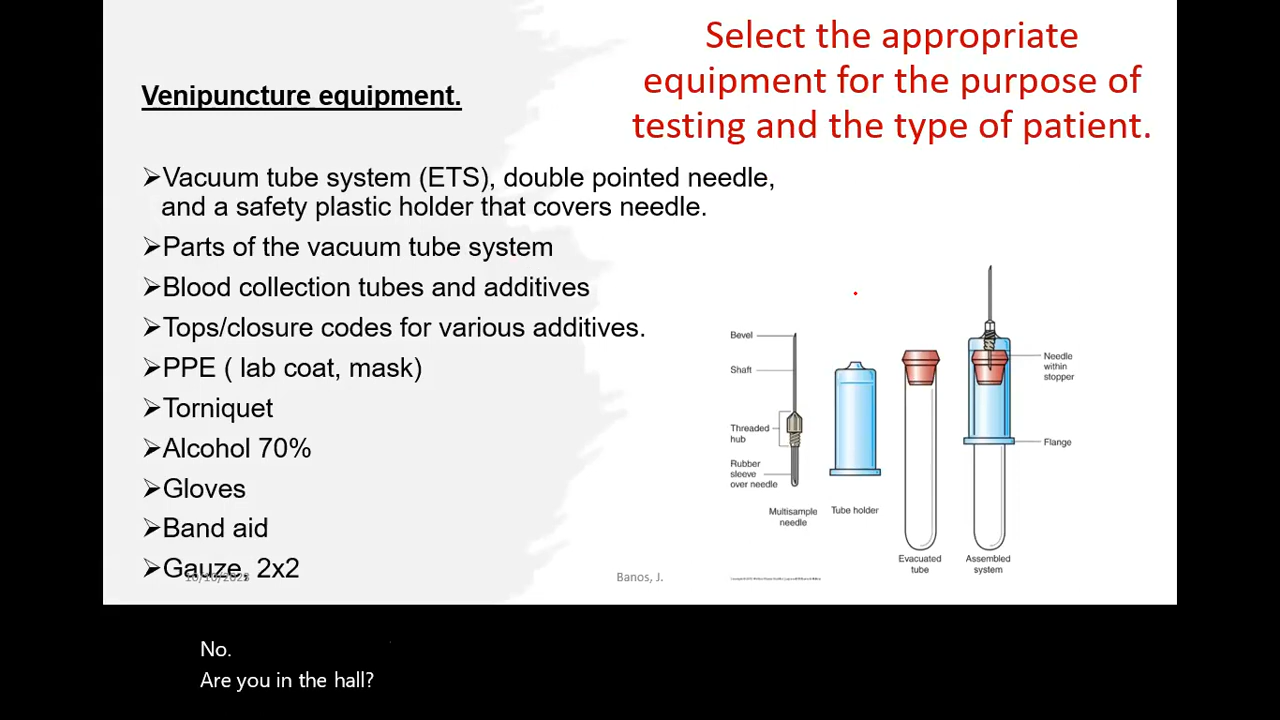 Select the appropriate
equipment for the purpose of
testing and the type of patient.
Venipuncture equipment.
➢Vacuum tube system (ETS), double pointed needle,
and a safety plastic holder that covers needle.
➢Parts of the vacuum tube system
➢Blood collection tubes and additives
➢Tops/closure codes for various additives.
➢PPE ( lab coat, mask)
➢Torniquet
➢Alcohol 70%
➢Gloves
➢Band aid
➢Gauze, 2x2
Bevel
Shaft
Threaded
hub
Rubber
sleeve
over needle
Multisample
needle
Tube holder
Evacuated
tube
Assembled
system
Needle
within
stopper
Flange
Banos, J.
No.
Are you in the hall?